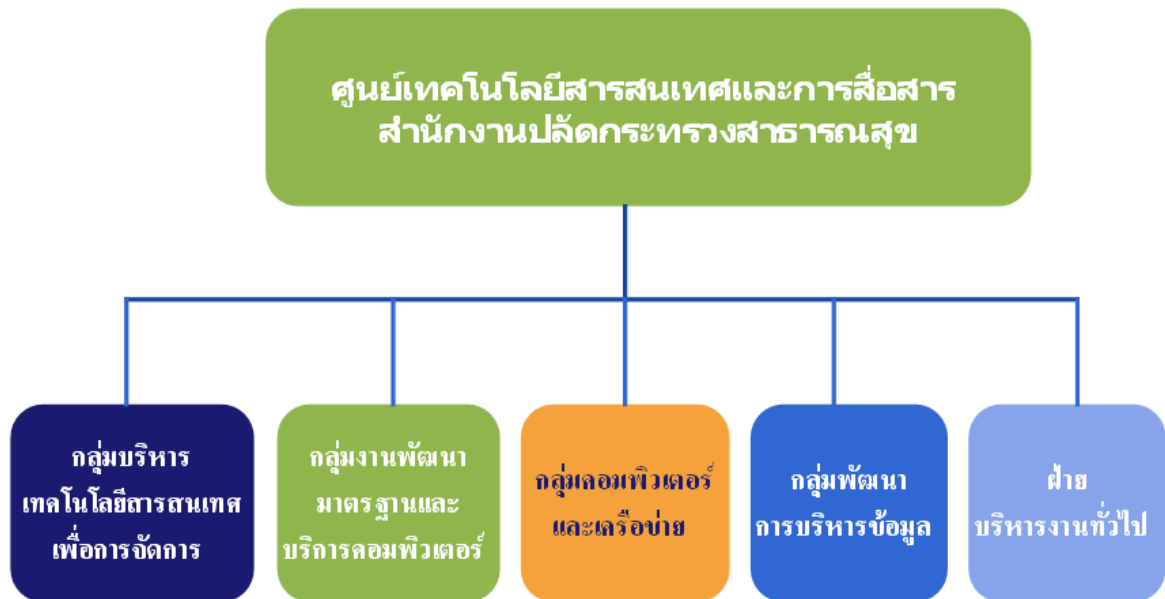 ศูนย์เทคโนโลยีสารสนเทศและการสื่อสาร
สำนักงานปลัดกระทรวงสาธารณสุข
กลุ่มบริหาร
เทคโนโลยีสารสนเทศ
เพื่อการจัดการ
กลุ่มงานพัฒนา
มาตรฐานและ
บริการคอมพิวเตอร์
กลุ่มคอมพิวเตอร์
และเครือข่าย
กลุ่มพัฒนา
การบริหารข้อมูล
ฝ่าย
บริหารงานทั่วไป